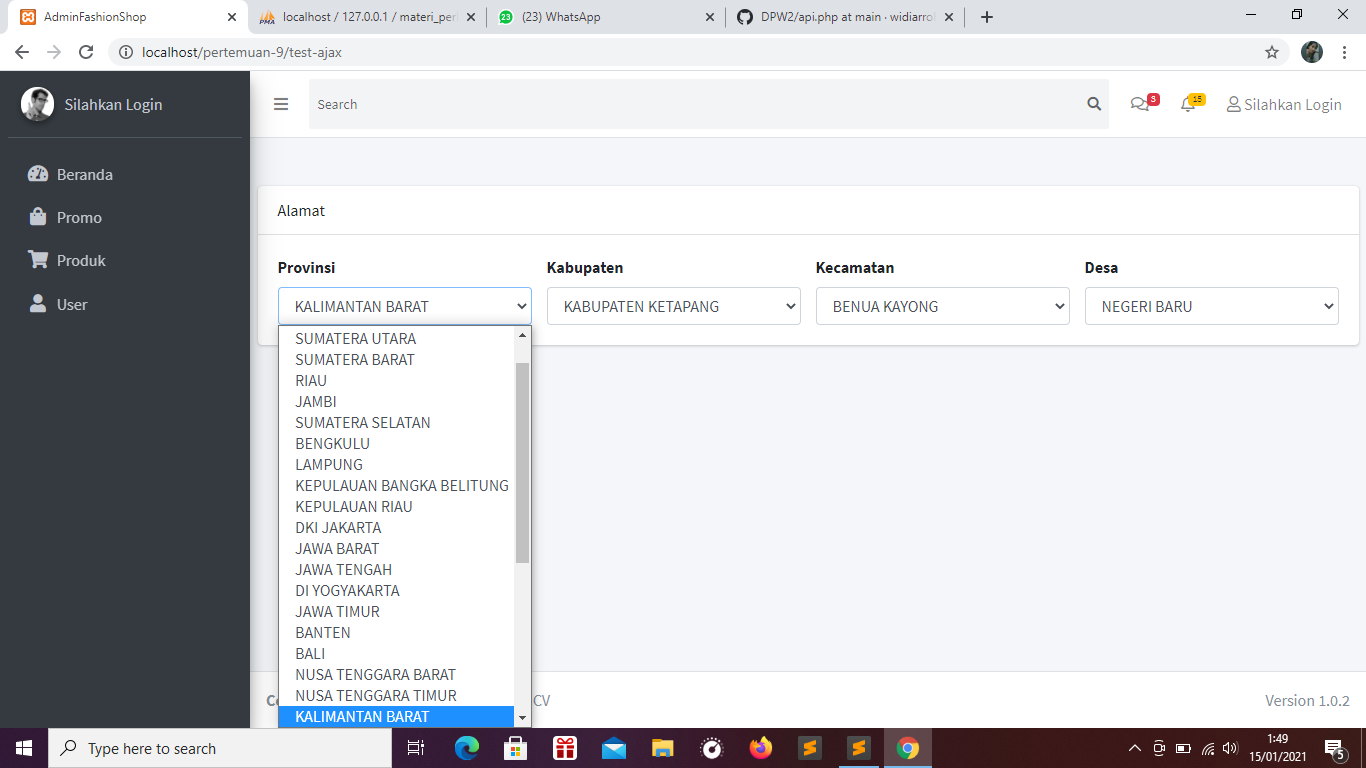 AdminFashionShop
localhost / 127.0.0.1 / materi_per
(23) WhatsApp
DPW2/api.php at main · widiarro
localhost/pertemuan-9/test-ajax
Silahkan Login
Search
3
15
Silahkan Login
Beranda
Promo
Produk
User
Alamat
Provinsi
Kabupaten
Kecamatan
Desa
KALIMANTAN BARAT
KABUPATEN KETAPANG
BENUA KAYONG
NEGERI BARU
SUMATERA UTARA
SUMATERA BARAT
RIAU
JAMBI
SUMATERA SELATAN
BENGKULU
LAMPUNG
KEPULAUAN BANGKA BELITUNG
KEPULAUAN RIAU
DKI JAKARTA
JAWA BARAT
JAWA TENGAH
DI YOGYAKARTA
JAWA TIMUR
BANTEN
BALI
NUSA TENGGARA BARAT
NUSA TENGGARA TIMUR
KALIMANTAN BARAT
CV
Version 1.0.2
Type here to search
1:49
15/01/2021
5
PMA
23